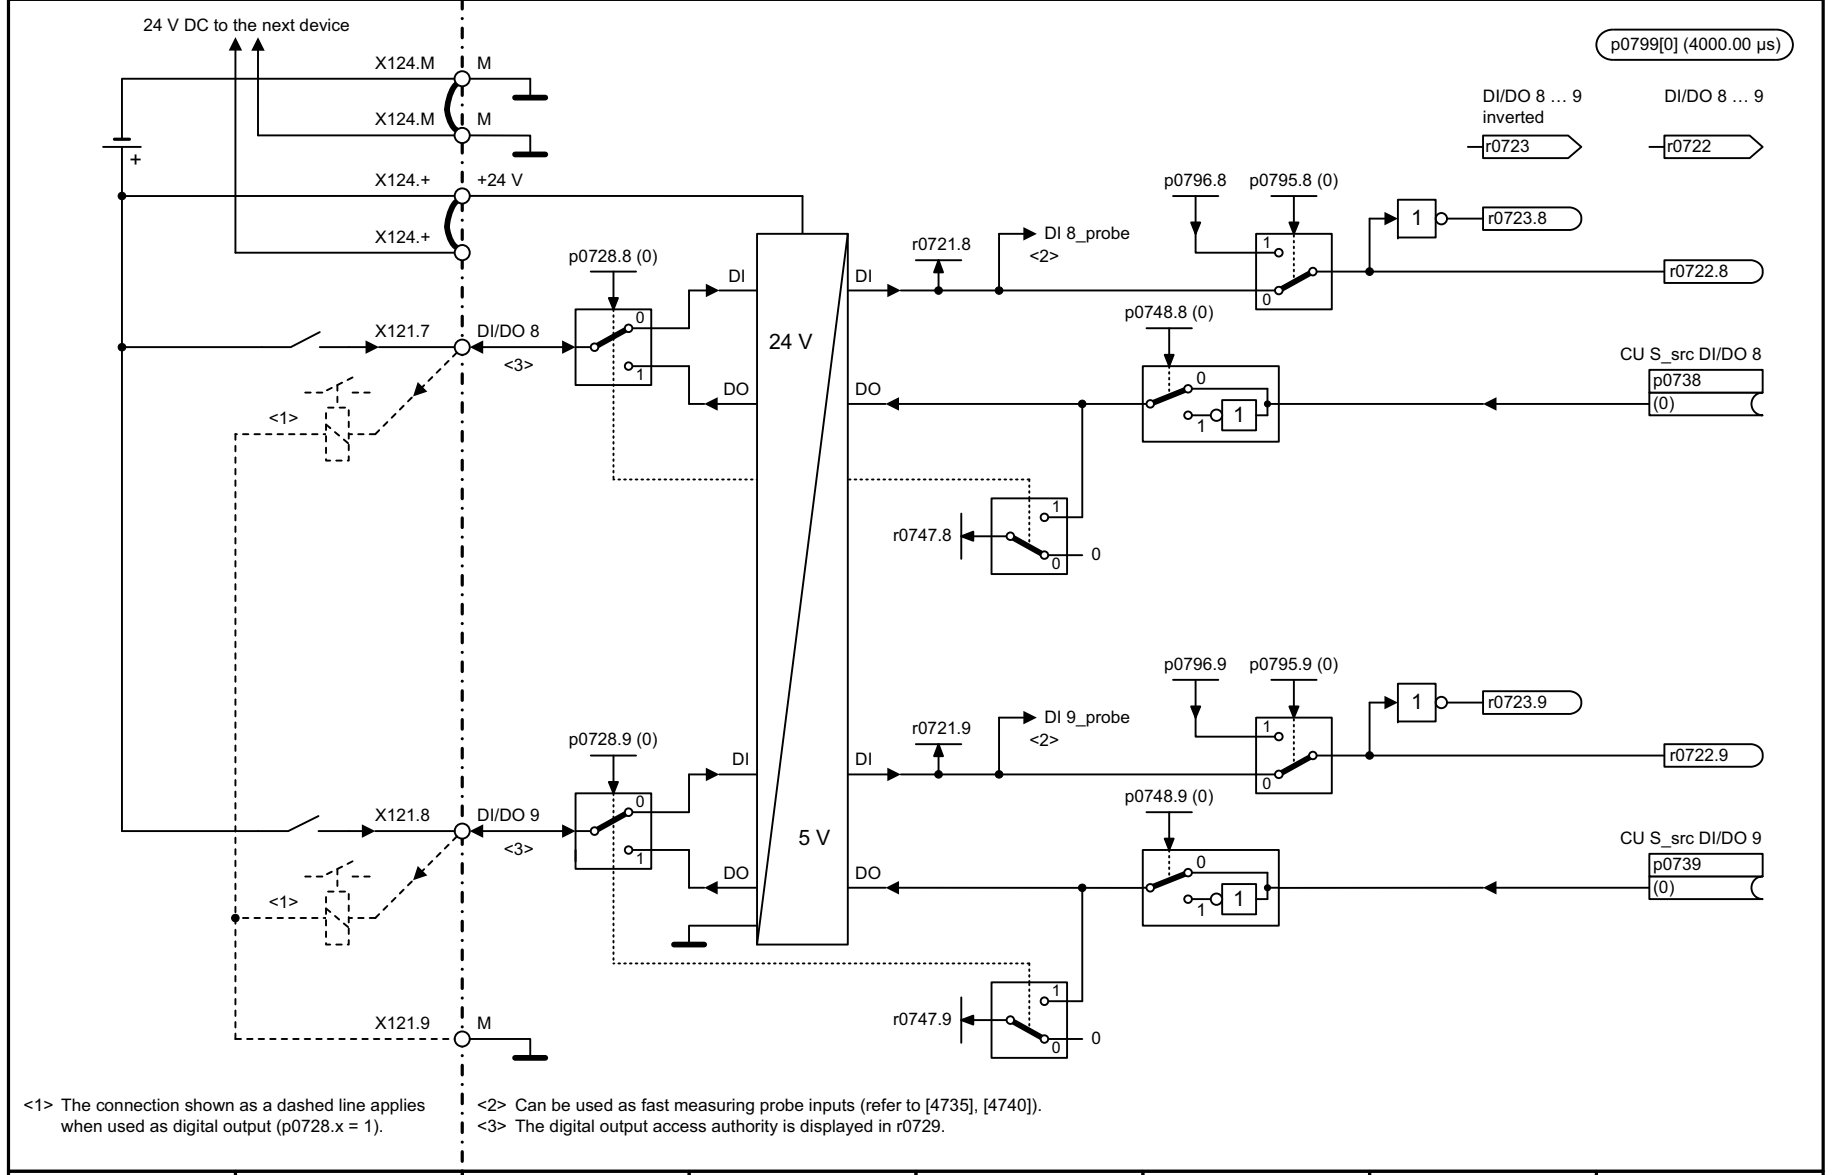 24 V DC to the next device
p0799[0] (4000.00 µs)
X124.M
M
DI/DO 8 … 9
inverted
DI/DO 8 … 9
X124.M
M
r0723
r0722
+
X124.+
+24 V
p0796.8
p0795.8 (0)
1
r0723.8
X124.+
r0721.8
DI 8_probe
<2>
1
p0728.8 (0)
DI
DI
r0722.8
0
0
p0748.8 (0)
X121.7
DI/DO 8
<3>
24 V
CU S_src DI/DO 8
1
0
p0738
DO
DO
(0)
<1>
1
1
1
r0747.8
0
0
p0796.9
p0795.9 (0)
1
r0723.9
r0721.9
DI 9_probe
<2>
1
p0728.9 (0)
DI
DI
r0722.9
0
0
p0748.9 (0)
X121.8
DI/DO 9
<3>
5 V
CU S_src DI/DO 9
1
0
p0739
DO
DO
(0)
<1>
1
1
1
r0747.9
0
0
X121.9
M
<1> The connection shown as a dashed line applies
when used as digital output (p0728.x = 1).
<2> Can be used as fast measuring probe inputs (refer to [4735], [4740]).
<3> The digital output access authority is displayed in r0729.